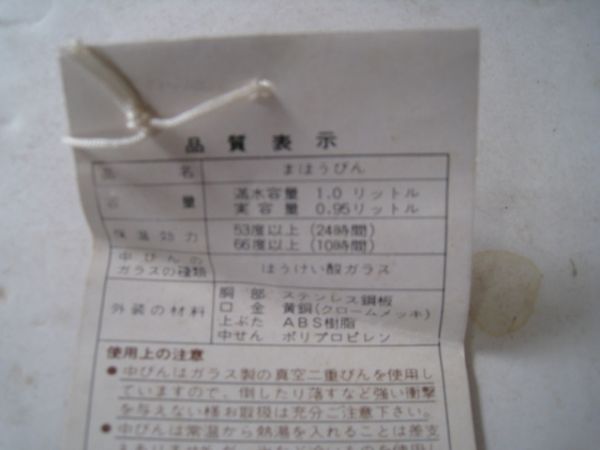 品質表示
品名 まほうびん
容量 満水容量 1.0 リットル
実容量 0.95リットル
保温効力 53度以上 (24時間)
66度以上 (10時間)
中びんの
ガラスの種類 ほうけい酸ガラス
外装の材料 胴部 ステンレス鋼板
口金 黄銅(クロームメッキ)
上ぶた ABS樹脂
中せん ポリプロピレン
使用上の注意
●中びんはガラス製の真空二重びんを使用し
ていますので、倒したり落すなど強い衝撃
を与えない様お取扱は充分ご注意下さい。
●中びんは常温から熱湯を入れることは差支